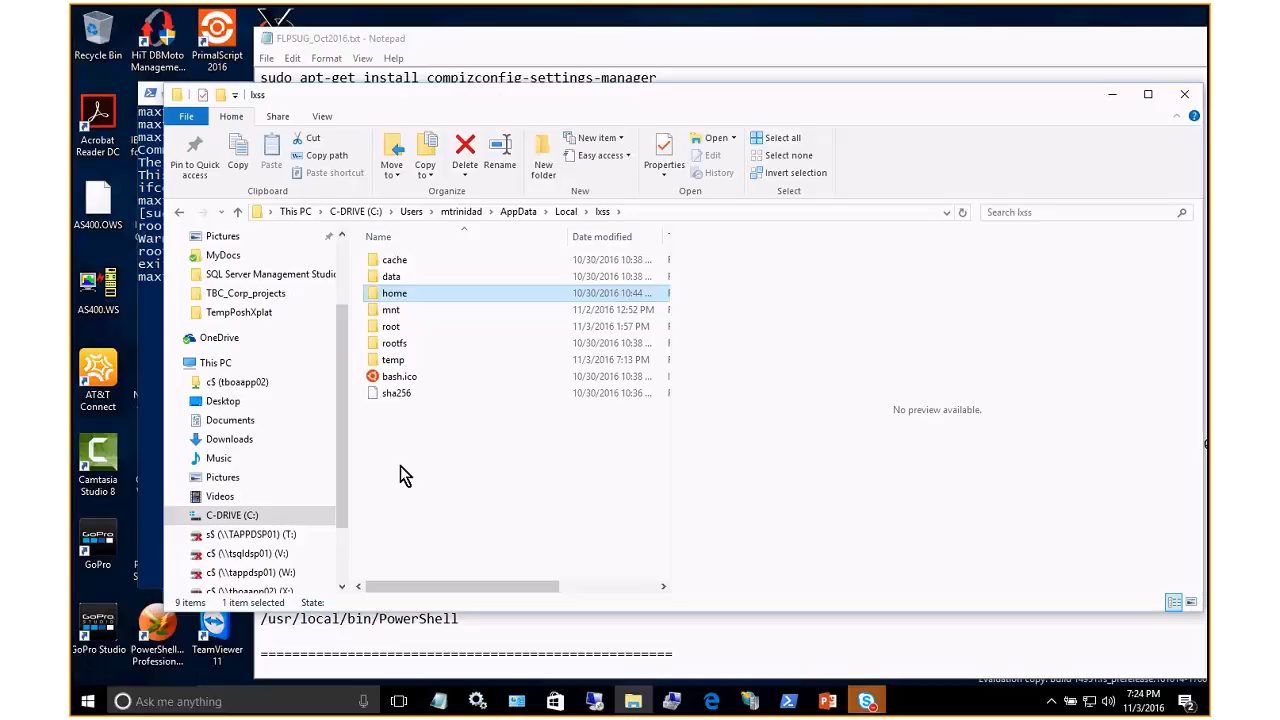 Recycle Bin
HiT DBMoto
Manageme...
PrimalScript
2016
Acrobat
Reader DC
AS400.OWS
AS400.WS
AT&T
Connect
Camtasia
Studio 8
GoPro
GoPro Studio
PowerShell...
Profession...
TeamViewer
11
FLPSUG_Oct2016.txt - Notepad
File Edit Format View Help
sudo apt-get install compizconfig-settings-manager
lxss
File Home Share View
Pin to Quick
access
Copy
Paste
Cut
Copy path
Paste shortcut
Clipboard
Move
to
Copy
to
Delete
Rename
Organize
New
folder
New item
Easy access
New
Properties
Open
Edit
History
Open
Select all
Select none
Invert selection
Select
This PC > C-DRIVE (C:) > Users > mtrinidad > AppData > Local > lxss >
Search lxss
Pictures
MyDocs
SQL Server Management Studio
TBC_Corp_projects
TempPoshXplat
OneDrive
This PC
c$ (tboaapp02)
Desktop
Documents
Downloads
Music
Pictures
Videos
C-DRIVE (C:)
s$ (\\TAPPDSP01) (T:)
c$ (\\tsqldsp01) (V:)
c$ (\\tappdsp01) (W:)
c$ (\\tboaapp02) (X:)
Name Date modified
cache 10/30/2016 10:38 ...
data 10/30/2016 10:38 ...
home 10/30/2016 10:44 ...
mnt 11/2/2016 12:52 PM
root 11/3/2016 1:57 PM
rootfs 10/30/2016 10:38 ...
temp 11/3/2016 7:13 PM
bash.ico 10/30/2016 10:38 ...
sha256 10/30/2016 10:36 ...
No preview available.
9 items 1 item selected State:
/usr/local/bin/PowerShell
====================================================
Ask me anything
7:24 PM
11/3/2016
2